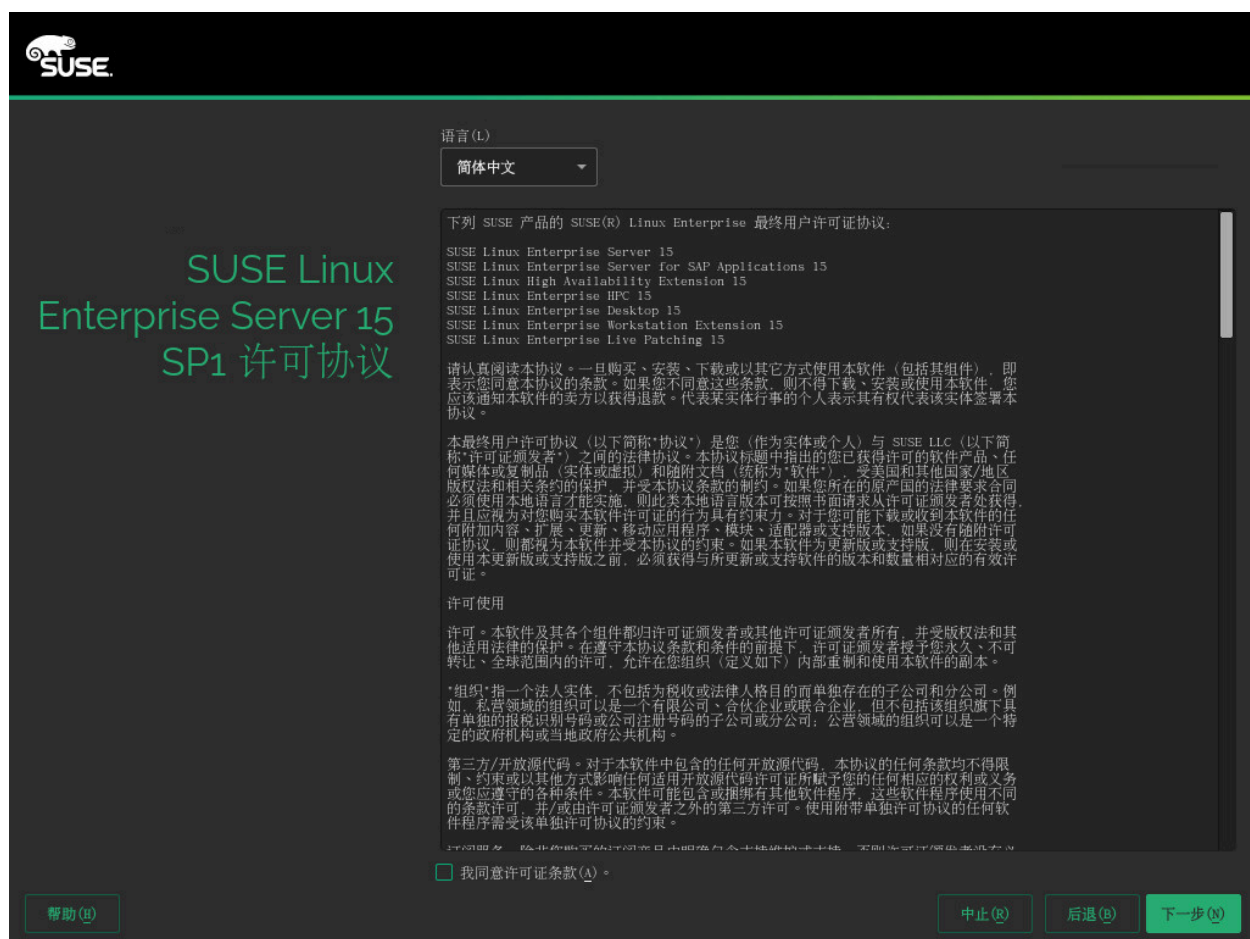 SUSE.
语言(L)
简体中文
SUSE Linux
Enterprise Server 15
SP1 许可协议
下列 SUSE 产品的 SUSE(R) Linux Enterprise 最终用户许可证协议:
SUSE Linux Enterprise Server 15
SUSE Linux Enterprise Server for SAP Applications 15
SUSE Linux High Availability Extension 15
SUSE Linux Enterprise HPC 15
SUSE Linux Enterprise Desktop 15
SUSE Linux Enterprise Workstation Extension 15
SUSE Linux Enterprise Live Patching 15
请认真阅读本协议。一旦购买、安装、下载或以其它方式使用本软件（包括其组件），即
表示您同意本协议的条款。如果您不同意这些条款，则不得下载、安装或使用本软件，您
应该通知本软件的卖方以获得退款。代表某实体行事的个人表示其有权代表该实体签署本
协议。
本最终用户许可协议（以下简称"协议"）是您（作为实体或个人）与 SUSE LLC（以下简
称"许可证颁发者"）之间的法律协议。本协议标题中指出的您已获得许可的软件产品、任
何媒体或复制品（实体或虚拟）和随附文档（统称为"软件"），受美国和其他国家/地区
版权法和相关条约的保护，并受本协议条款的制约。如果您所在的原产国的法律要求合同
必须使用本地语言才能实施，则此类本地语言版本可按照书面请求从许可证颁发者处获得，
并且应视为对您购买本软件许可证的行为具有约束力。对于您可能下载或收到本软件的任
何附加内容、扩展、更新、移动应用程序、模块、适配器或支持版本，如果没有随附许可
证协议，则都视为本软件并受本协议的约束。如果本软件为更新版或支持版，则在安装或
使用本更新版或支持版之前，必须获得与所更新或支持软件的版本和数量相对应的有效许
可证。
许可使用
许可。本软件及其各个组件都归许可证颁发者或其他许可证颁发者所有，并受版权法和其
他适用法律的保护。在遵守本协议条款和条件的前提下，许可证颁发者授予您永久、不可
转让、全球范围内的许可，允许在您组织（定义如下）内部重制和使用本软件的副本。
"组织"指一个法人实体，不包括为税收或法律人格目的而单独存在的子公司和分公司。例
如，私营领域的组织可以是一个有限公司、合伙企业或联合企业，但不包括该组织旗下具
有单独的报税识别号码或公司注册号码的子公司或分公司；公营领域的组织可以是一个特
定的政府机构或当地政府公共机构。
第三方/开放源代码。对于本软件中包含的任何开放源代码，本协议的任何条款均不得限
制、约束或以其他方式影响任何适用开放源代码许可证所赋予您的任何相应的权利或义务
或您应遵守的各种条件。本软件可能包含或捆绑有其他软件程序，这些软件程序使用不同
的条款许可，并/或由许可证颁发者之外的第三方许可。使用附带单独许可协议的任何软
件程序需受该单独许可协议的约束。
我同意许可证条款(A)。
帮助(H)
中止(R)
后退(B)
下一步(N)